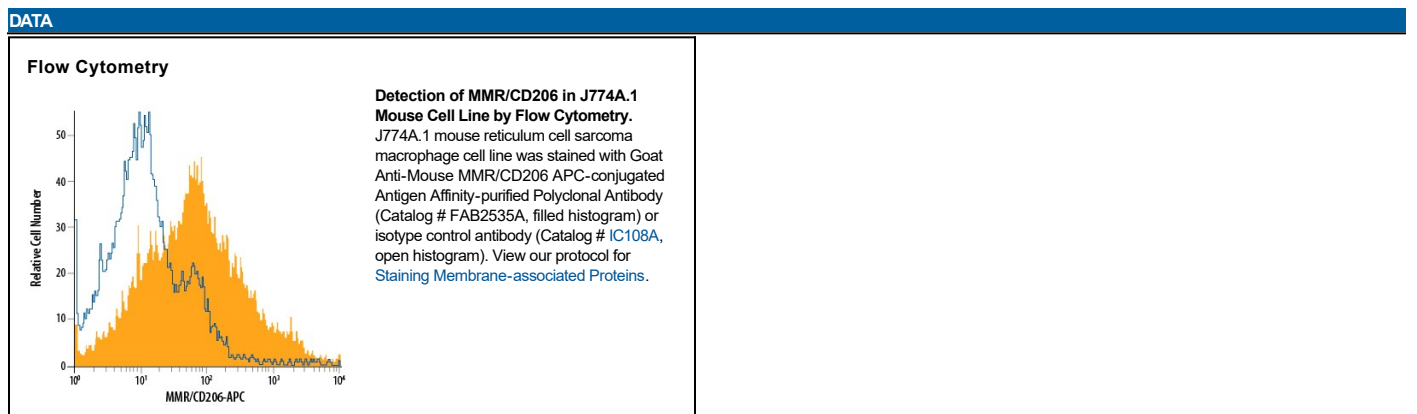 DATA
Flow Cytometry
Detection of MMR/CD206 in J774A.1
Mouse Cell Line by Flow Cytometry.
J774A.1 mouse reticulum cell sarcoma
macrophage cell line was stained with Goat
Anti-Mouse MMR/CD206 APC-conjugated
Antigen Affinity-purified Polyclonal Antibody
(Catalog # FAB2535A, filled histogram) or
isotype control antibody (Catalog # IC108A,
open histogram). View our protocol for
Staining Membrane-associated Proteins.
Relative Cell Number
50
40
30
20
10
0
10⁰ 10¹ 10² 10³ 10⁴
MMR/CD206-APC